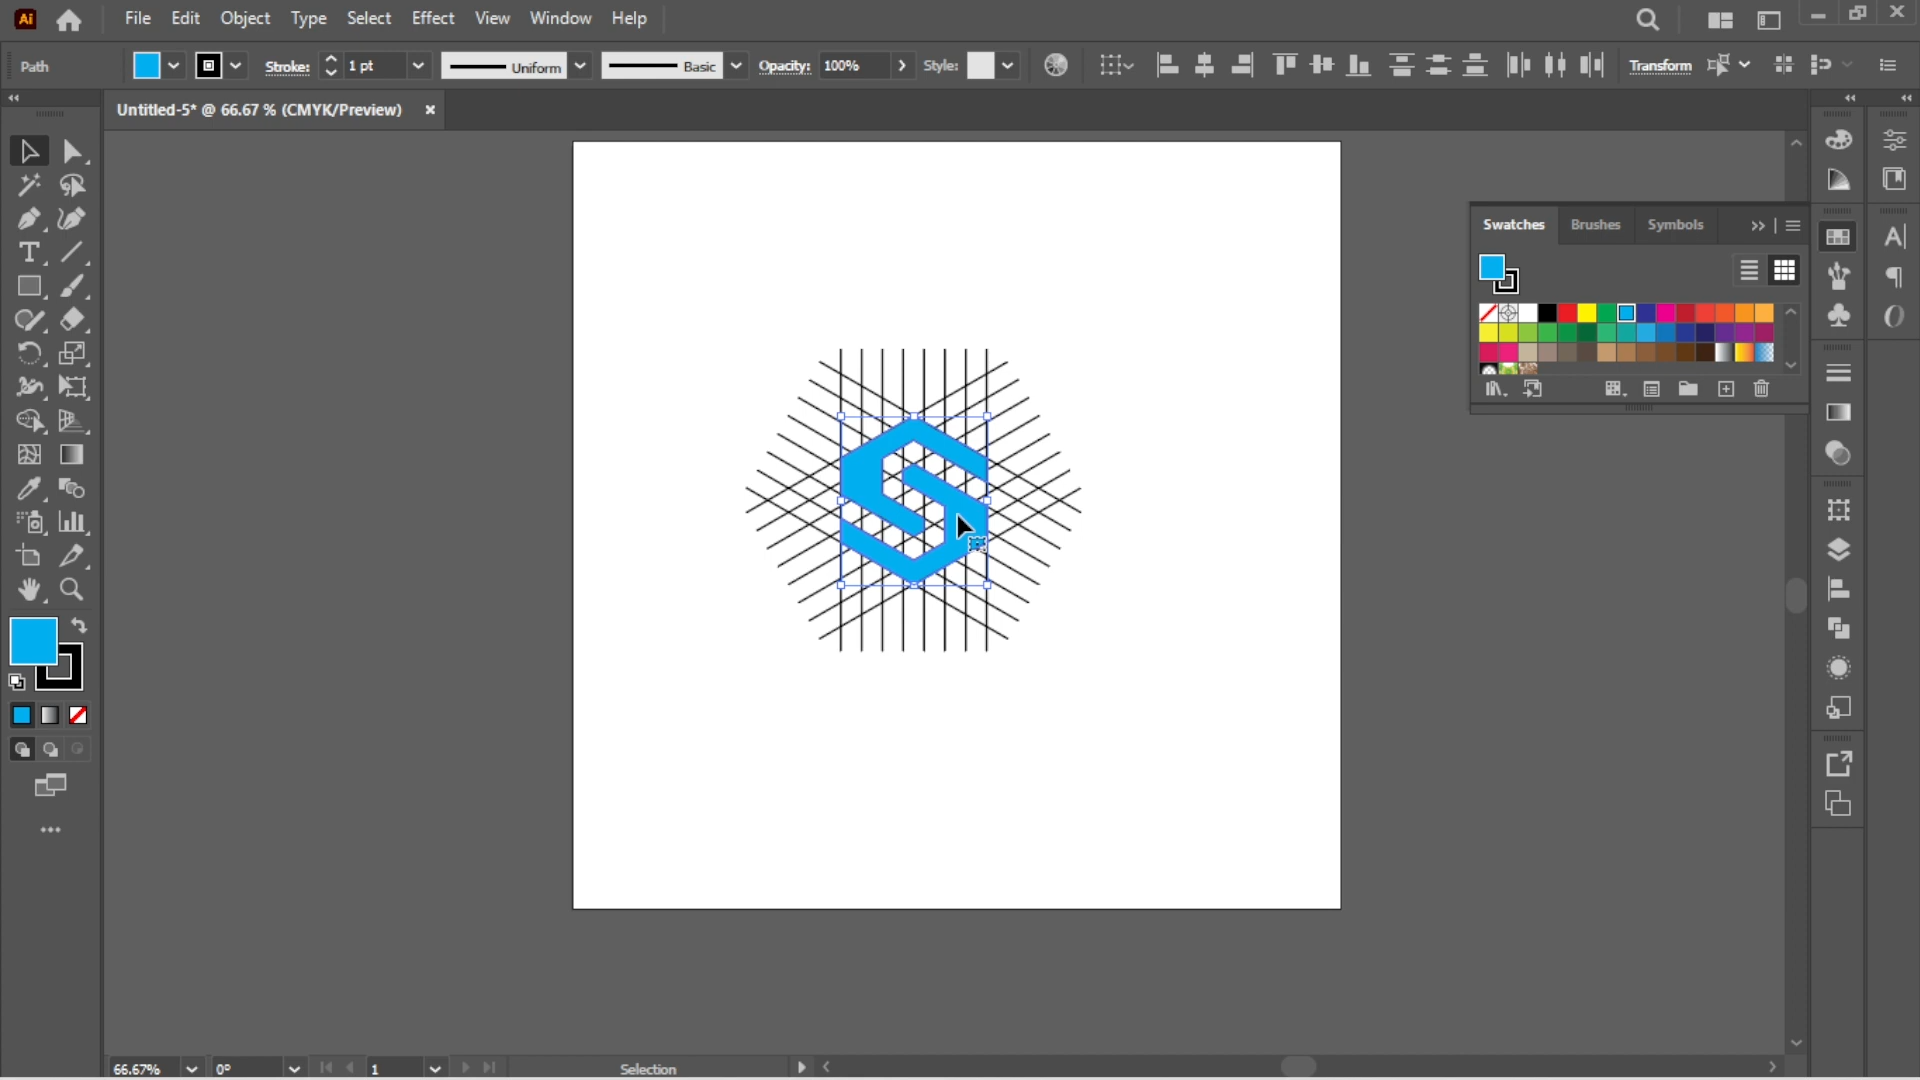 Ai File Edit Object Type Select Effect View Window Help
Path Stroke: 1 pt Uniform Basic Opacity: 100% Style: Transform
Untitled-5* @ 66.67 % (CMYK/Preview)
Swatches Brushes Symbols
66.67% 0° 1 Selection